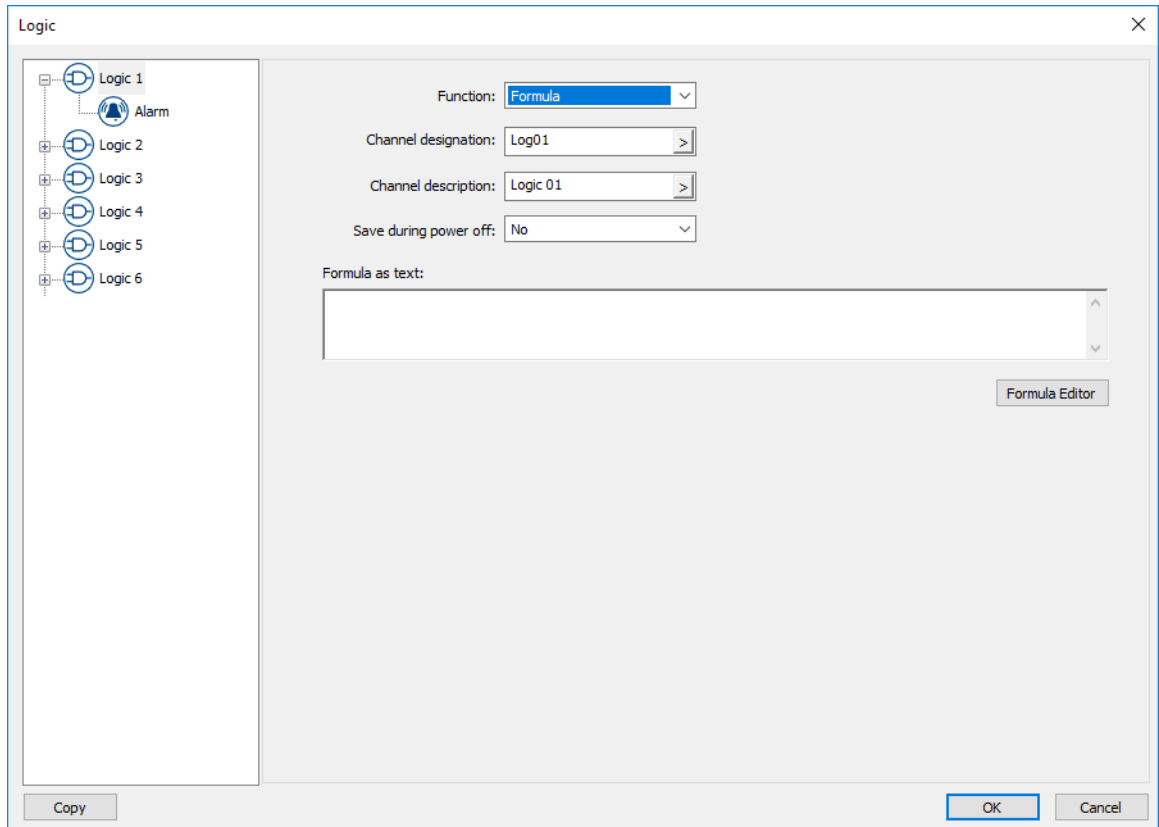 Logic
Logic 1
Alarm
Logic 2
Logic 3
Logic 4
Logic 5
Logic 6
Function: Formula
Channel designation: Log01 >
Channel description: Logic 01 >
Save during power off: No
Formula as text:
Formula Editor
Copy
OK
Cancel